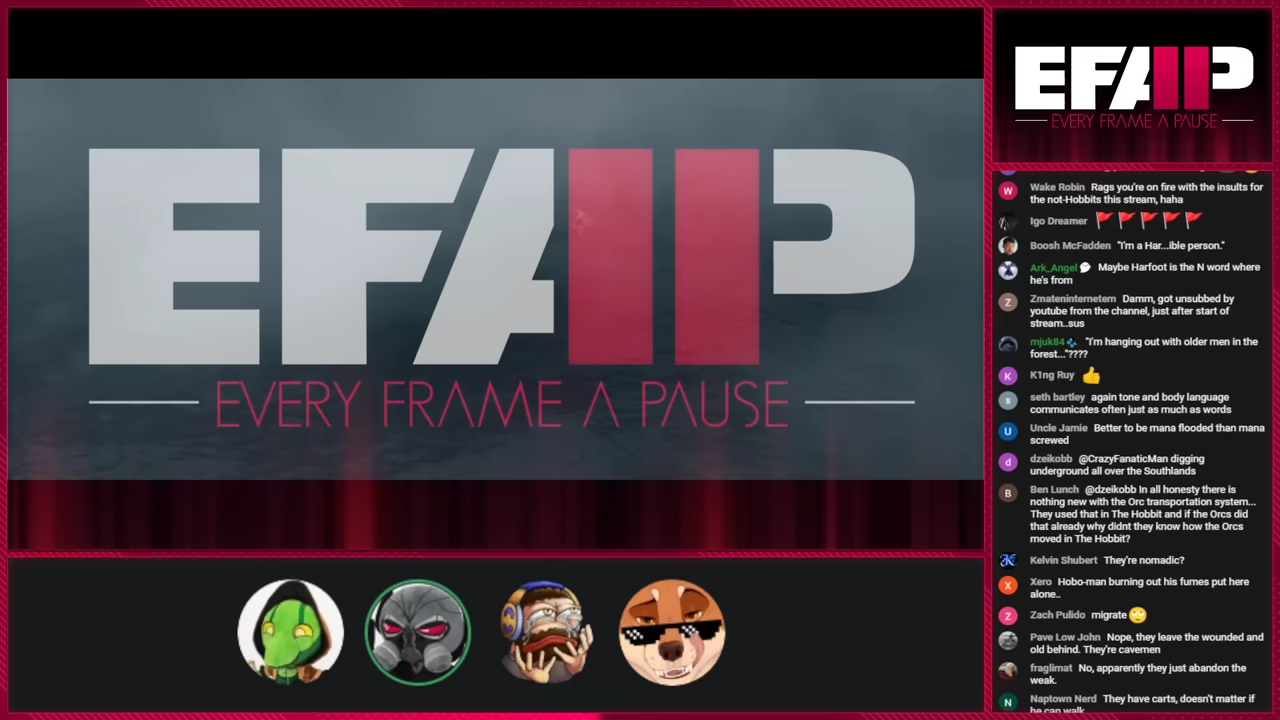 EFAP
EVERY FRAME A PAUSE
EFAP
EVERY FRAME A PAUSE
W
Wake Robin Rags you're on fire with the insults for
the not-Hobbits this stream, haha
Igo Dreamer
Boosh McFadden "I'm a Har...ible person."
Ark_Angel Maybe Harfoot is the N word where
he's from
Z
Zmateninternetem Damm, got unsubbed by
youtube from the channel, just after start of
stream..sus
mjuk84 "I'm hanging out with older men in the
forest..."????
K
K1ng Ruy
s
seth bartley again tone and body language
communicates often just as much as words
U
Uncle Jamie Better to be mana flooded than mana
screwed
d
dzeikobb @CrazyFanaticMan digging
underground all over the Southlands
B
Ben Lunch @dzeikobb In all honesty there is
nothing new with the Orc transportation system...
They used that in The Hobbit and if the Orcs did
that already why didnt they know how the Orcs
moved in The Hobbit?
Kelvin Shubert They're nomadic?
X
Xero Hobo-man burning out his fumes put here
alone..
Z
Zach Pulido migrate
Pave Low John Nope, they leave the wounded and
old behind. They're cavemen
fraglimat No, apparently they just abandon the
weak.
N
Naptown Nerd They have carts, doesn't matter if
he can walk